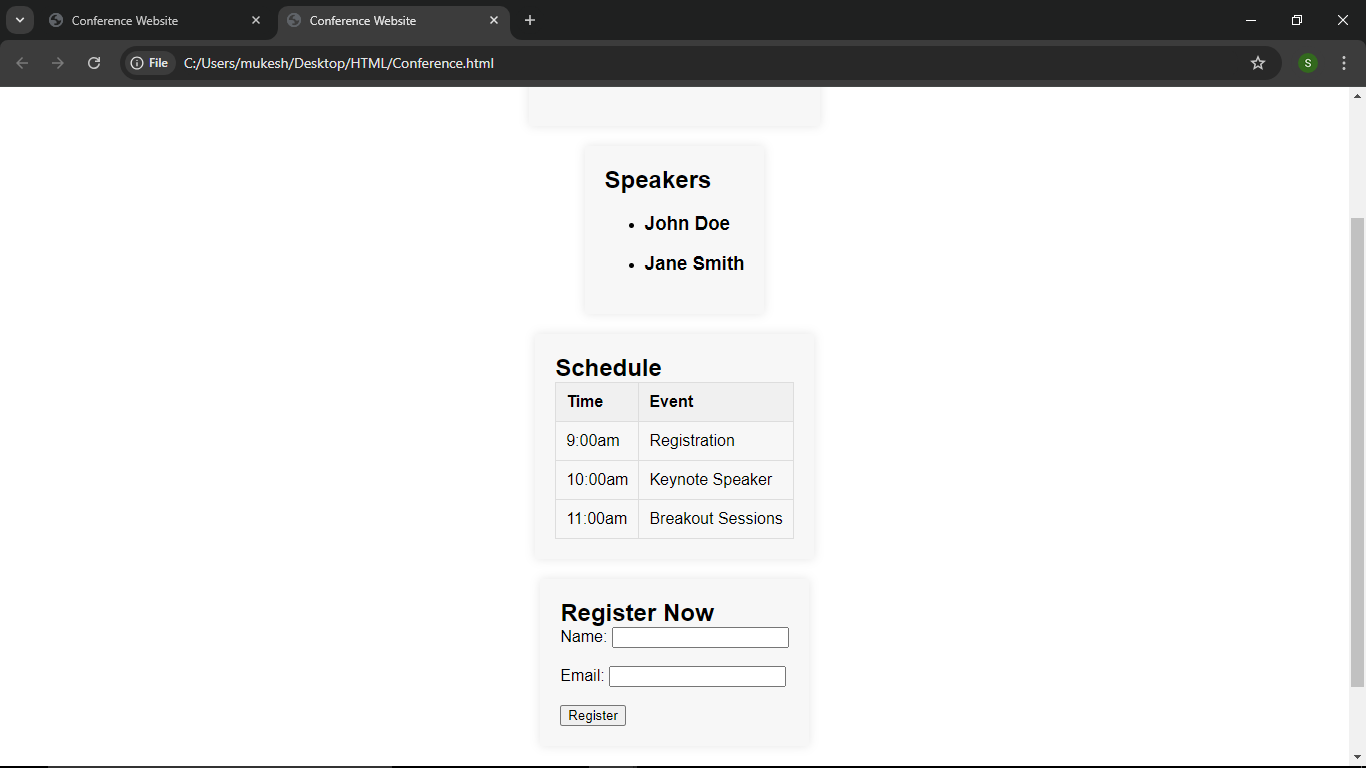 Conference Website
Conference Website
File C:/Users/mukesh/Desktop/HTML/Conference.html
S
Speakers
• John Doe
• Jane Smith
Schedule
Time Event
9:00am Registration
10:00am Keynote Speaker
11:00am Breakout Sessions
Register Now
Name:
Email:
Register